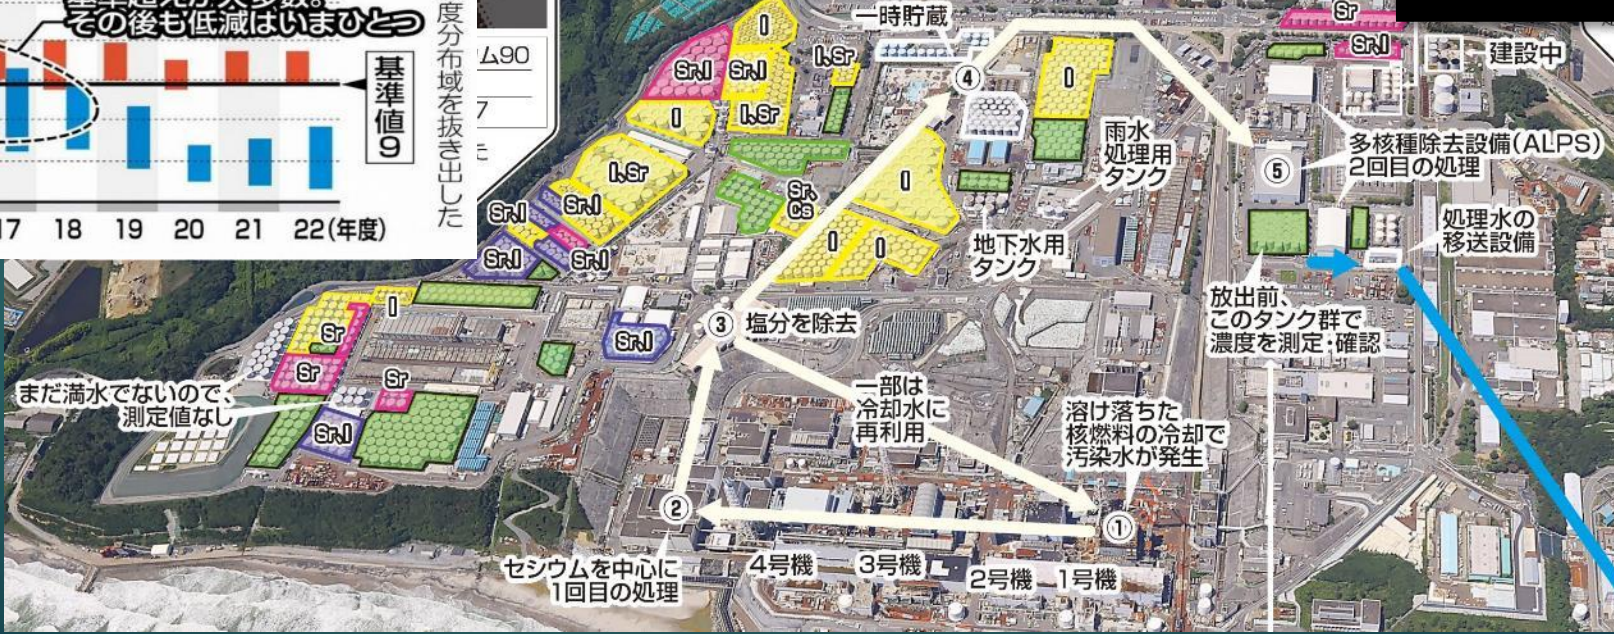 基準超えが大多数。
その後も低減はいまひとつ
基準値9
17 18 19 20 21 22(年度)
度分布域を抜き出した
ム90
7
一時貯蔵
④
Sr
Sr、I
建設中
I
Sr、I
Sr、I
I、Sr
I
I、Sr
I
多核種除去設備(ALPS)
2回目の処理
⑤
雨水
処理用
タンク
I、Sr
Sr、
Cs
I
I
I
Sr、I
Sr、I
Sr、I
Sr、I
地下水用
タンク
処理水の
移送設備
放出前、
このタンク群で
濃度を測定・確認
I
Sr
Sr
Sr
Sr、I
Sr、I
③ 塩分を除去
まだ満水でないので、
測定値なし
一部は
冷却水に
再利用
溶け落ちた
核燃料の冷却で
汚染水が発生
②
①
セシウムを中心に
1回目の処理
4号機
3号機
2号機
1号機